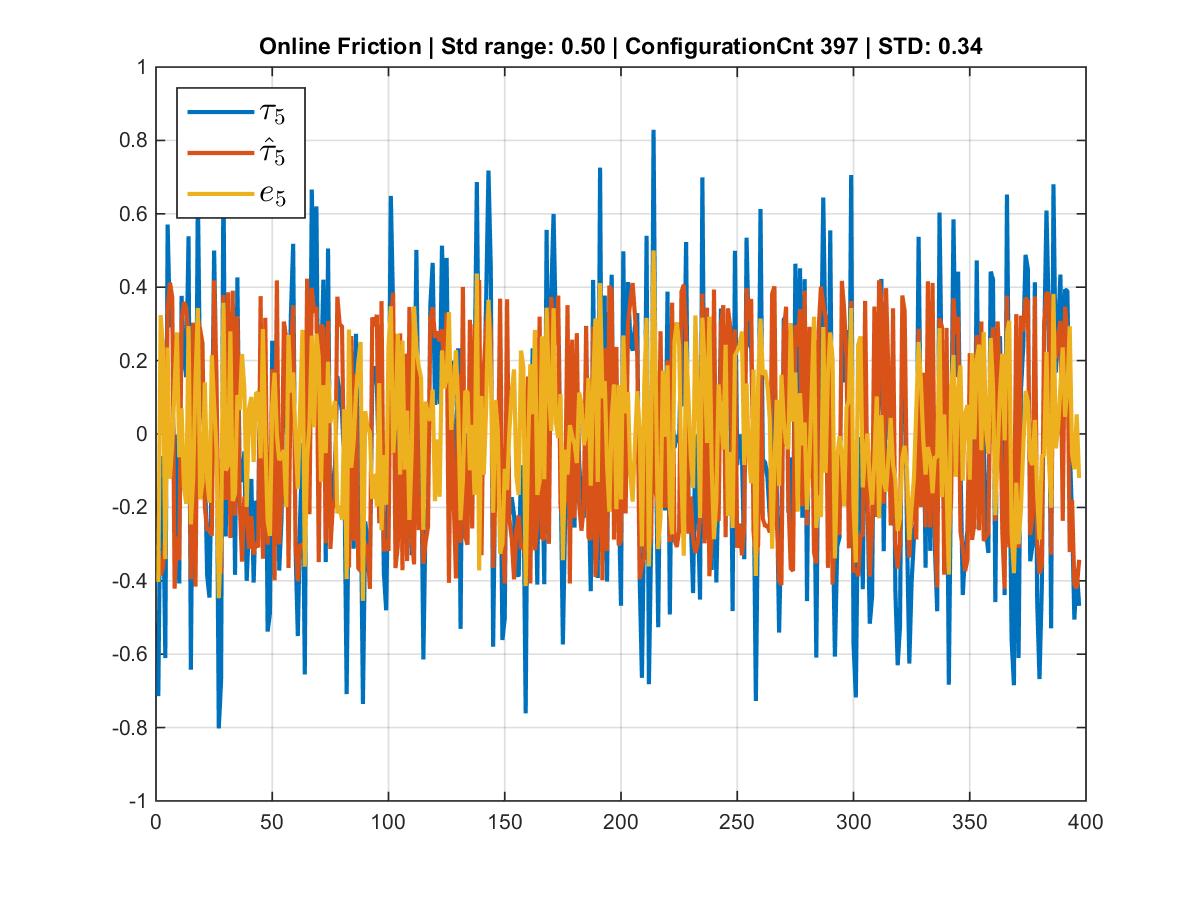 Online Friction | Std range: 0.50 | ConfigurationCnt 397 | STD: 0.34
1
0.8
0.6
0.4
0.2
0
-0.2
-0.4
-0.6
-0.8
-1
τ₅
τ̂₅
e₅
0 50 100 150 200 250 300 350 400